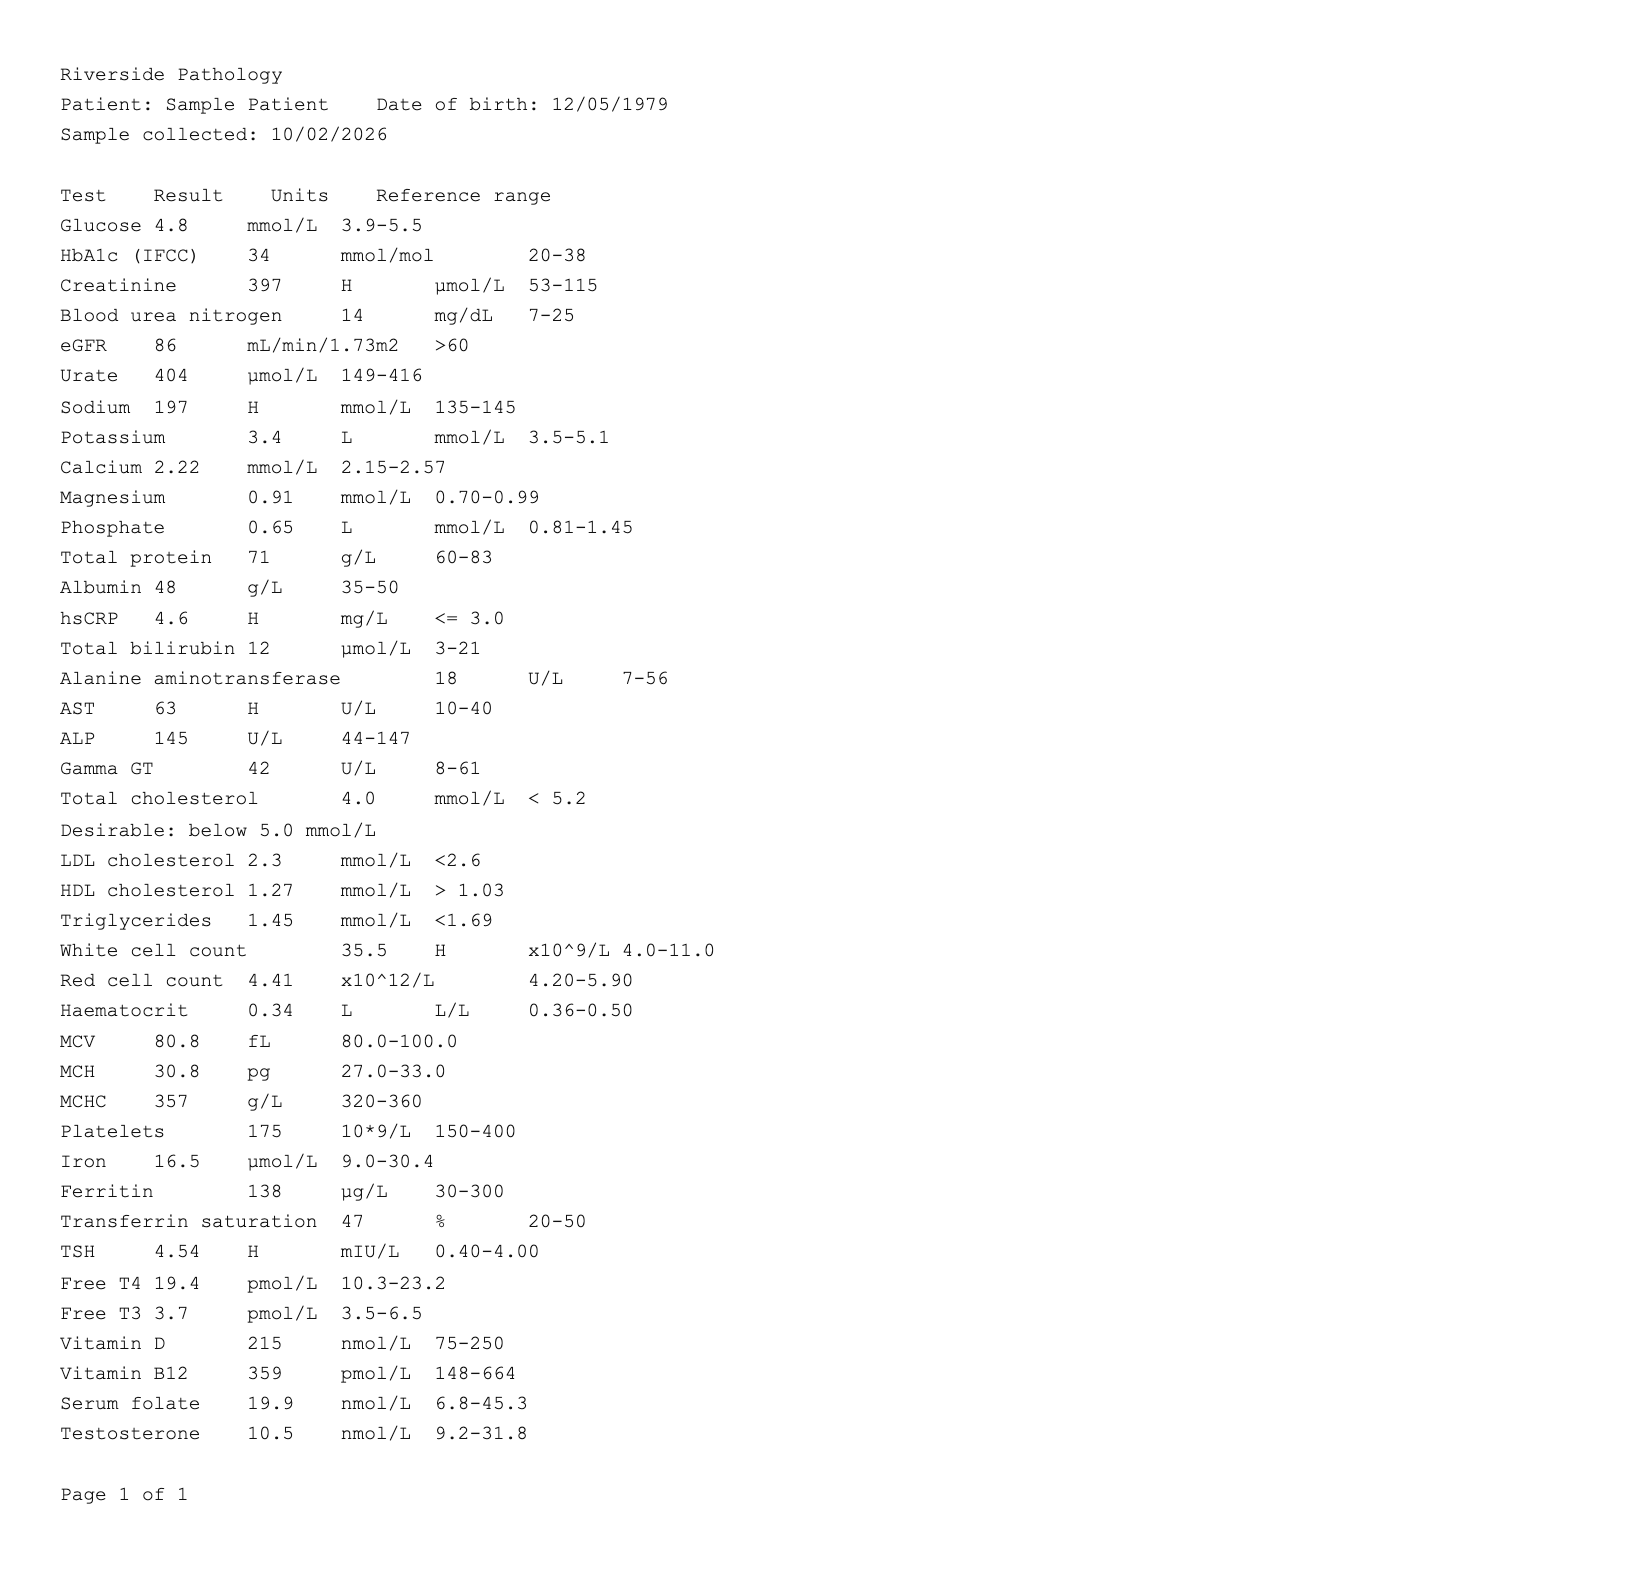 Riverside Pathology
Patient: Sample Patient    Date of birth: 12/05/1979
Sample collected: 10/02/2026

Test    Result    Units    Reference range
Glucose 4.8     mmol/L  3.9-5.5
HbA1c (IFCC)    34      mmol/mol        20-38
Creatinine      397     H       µmol/L  53-115
Blood urea nitrogen     14      mg/dL   7-25
eGFR    86      mL/min/1.73m2   >60
Urate   404     µmol/L  149-416
Sodium  197     H       mmol/L  135-145
Potassium       3.4     L       mmol/L  3.5-5.1
Calcium 2.22    mmol/L  2.15-2.57
Magnesium       0.91    mmol/L  0.70-0.99
Phosphate       0.65    L       mmol/L  0.81-1.45
Total protein   71      g/L     60-83
Albumin 48      g/L     35-50
hsCRP   4.6     H       mg/L    <= 3.0
Total bilirubin 12      µmol/L  3-21
Alanine aminotransferase        18      U/L     7-56
AST     63      H       U/L     10-40
ALP     145     U/L     44-147
Gamma GT        42      U/L     8-61
Total cholesterol       4.0     mmol/L  < 5.2
Desirable: below 5.0 mmol/L
LDL cholesterol 2.3     mmol/L  <2.6
HDL cholesterol 1.27    mmol/L  > 1.03
Triglycerides   1.45    mmol/L  <1.69
White cell count        35.5    H       x10^9/L 4.0-11.0
Red cell count  4.41    x10^12/L        4.20-5.90
Haematocrit     0.34    L       L/L     0.36-0.50
MCV     80.8    fL      80.0-100.0
MCH     30.8    pg      27.0-33.0
MCHC    357     g/L     320-360
Platelets       175     10*9/L  150-400
Iron    16.5    µmol/L  9.0-30.4
Ferritin        138     µg/L    30-300
Transferrin saturation  47      %       20-50
TSH     4.54    H       mIU/L   0.40-4.00
Free T4 19.4    pmol/L  10.3-23.2
Free T3 3.7     pmol/L  3.5-6.5
Vitamin D       215     nmol/L  75-250
Vitamin B12     359     pmol/L  148-664
Serum folate    19.9    nmol/L  6.8-45.3
Testosterone    10.5    nmol/L  9.2-31.8

Page 1 of 1